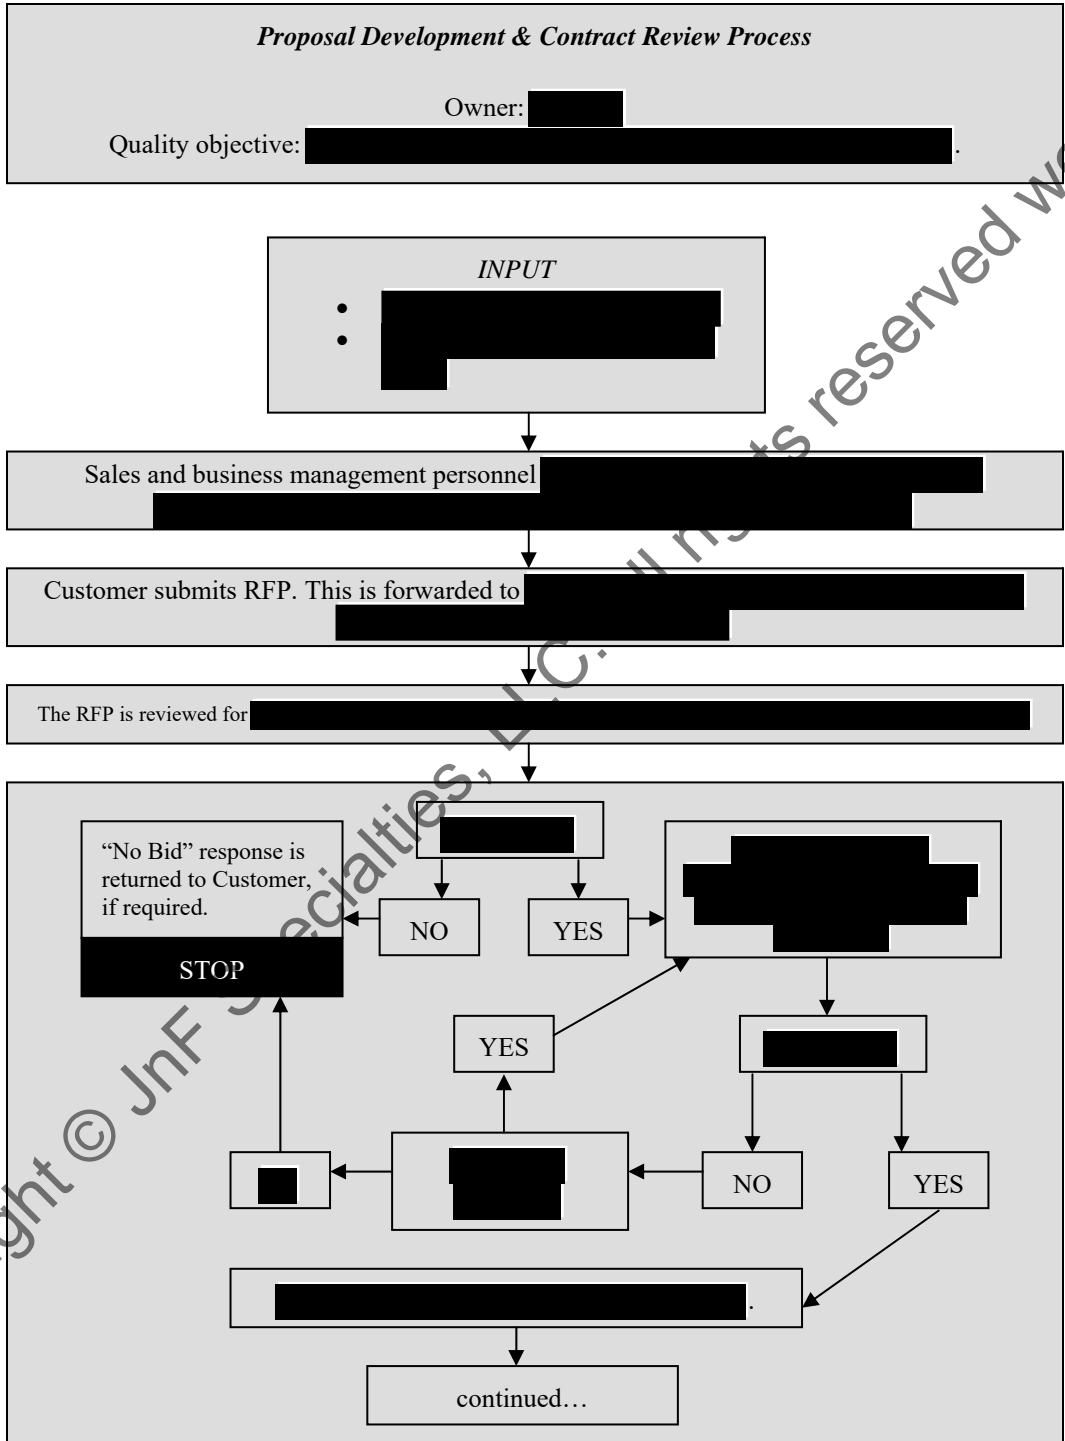 Proposal Development & Contract Review Process
Owner:
Quality objective: .
INPUT
•
•
Sales and business management personnel
Customer submits RFP. This is forwarded to
The RFP is reviewed for
“No Bid” response is
returned to Customer,
if required.
STOP
NO
YES
YES
NO
YES
.
continued…
ght © JnF Specialties, LLC. All rights reserved wo